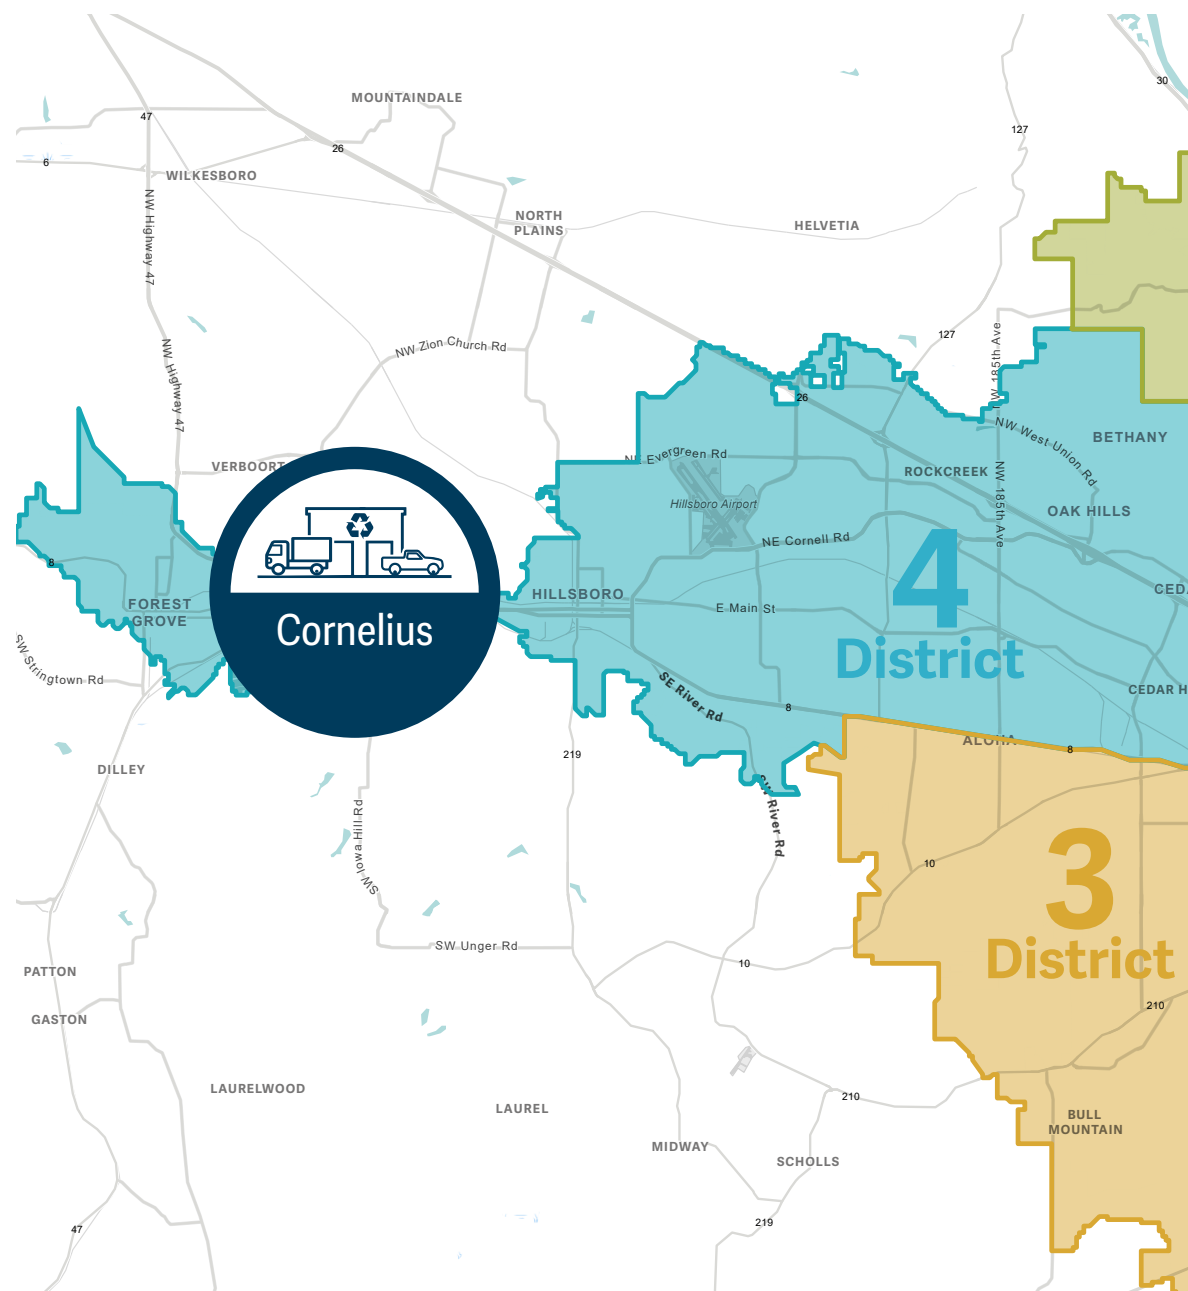 30
MOUNTAINDALE
47
127
26
6
WILKESBORO
NW Highway 47
NORTH
PLAINS
HELVETIA
NW Highway 47
NW Zion Church Rd
127
NW 185th Ave
26
NW West Union Rd
BETHANY
VERBOORT
NE Evergreen Rd
ROCKCREEK
NW 185th Ave
Hillsboro Airport
OAK HILLS
NE Cornell Rd
8
4
District
HILLSBORO
FOREST
GROVE
E Main St
Cornelius
SW Stringtown Rd
SE River Rd
CEDAR H
8
ALOHA
8
219
DILLEY
SW River Rd
SW Iowa Hill Rd
10
3
District
SW Unger Rd
10
PATTON
210
GASTON
LAURELWOOD
210
LAUREL
BULL
MOUNTAIN
MIDWAY
SCHOLLS
219
47